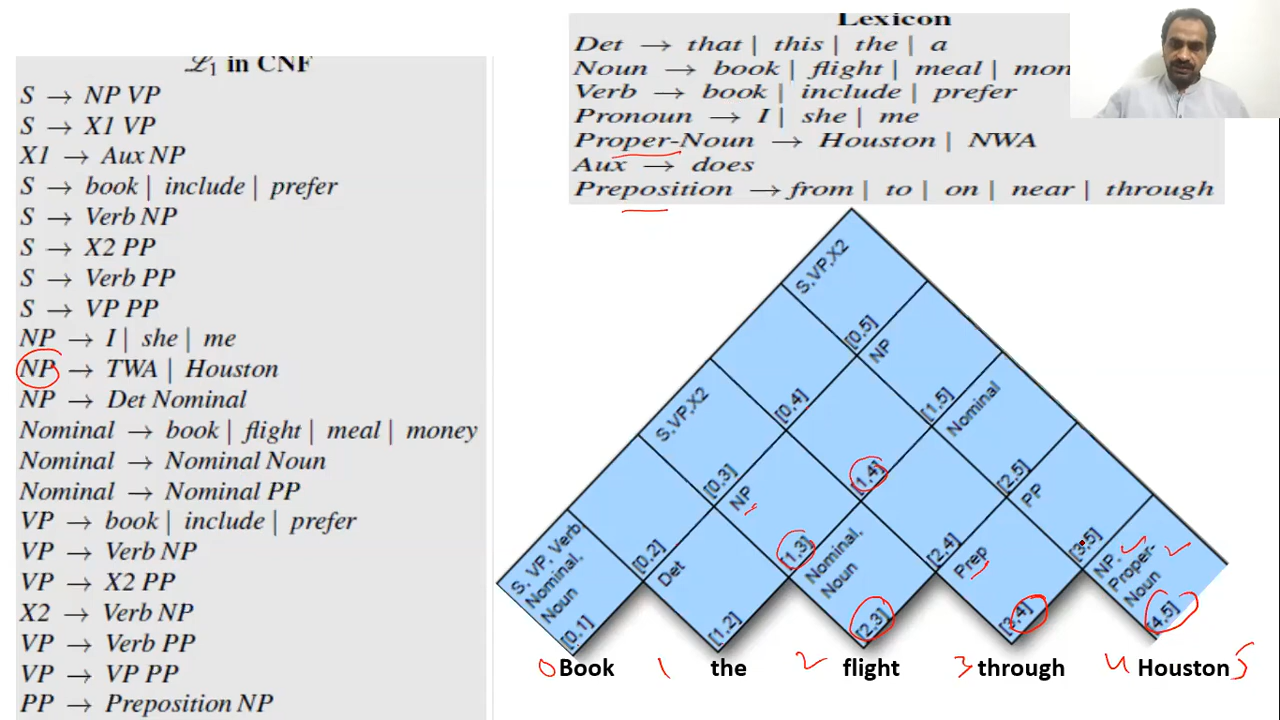 ℒ1 in CNF
S → NP VP
S → X1 VP
X1 → Aux NP
S → book | include | prefer
S → Verb NP
S → X2 PP
S → Verb PP
S → VP PP
NP → I | she | me
NP → TWA | Houston
NP → Det Nominal
Nominal → book | flight | meal | money
Nominal → Nominal Noun
Nominal → Nominal PP
VP → book | include | prefer
VP → Verb NP
VP → X2 PP
X2 → Verb NP
VP → Verb PP
VP → VP PP
PP → Preposition NP
Lexicon
Det → that | this | the | a
Noun → book | flight | meal | mon
Verb → book | include | prefer
Pronoun → I | she | me
Proper-Noun → Houston | NWA
Aux → does
Preposition → from | to | on | near | through
S,VP,X2
[0,5]
NP
[1,5]
Nominal
[2,5]
PP
[3,5]
NP,
Proper-
Noun
[4,5]
[0,4]
[1,4]
[2,4]
Prep
[3,4]
S,VP,X2
[0,3]
NP
[1,3]
Nominal,
Noun
[2,3]
[0,2]
Det
[1,2]
S, VP, Verb
Nominal,
Noun
[0,1]
0 Book 1 the 2 flight 3 through 4 Houston 5